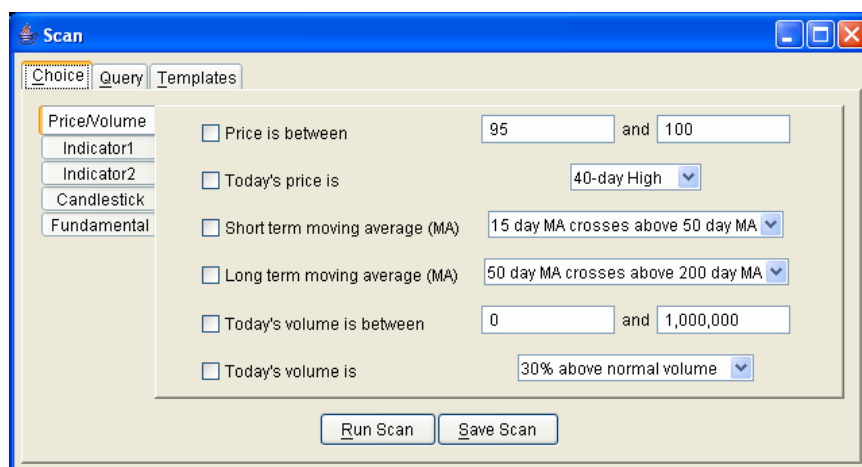 Scan
Choice Query Templates
Price/Volume
Indicator1
Indicator2
Candlestick
Fundamental
Price is between 95 and 100
Today's price is 40-day High
Short term moving average (MA) 15 day MA crosses above 50 day MA
Long term moving average (MA) 50 day MA crosses above 200 day MA
Today's volume is between 0 and 1,000,000
Today's volume is 30% above normal volume
Run Scan Save Scan